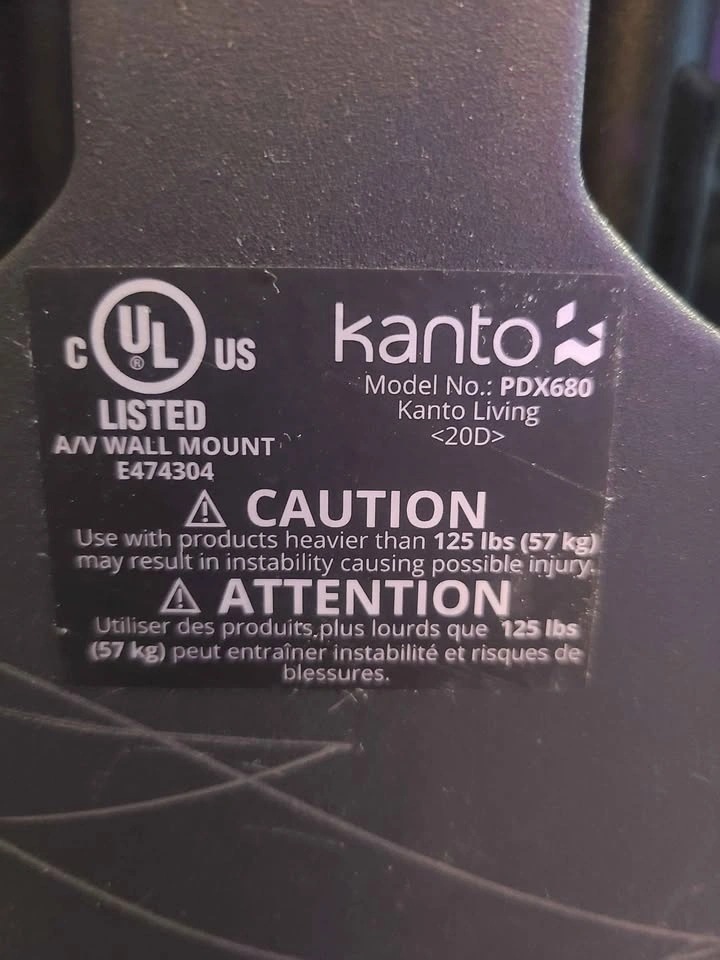 C UL® US
LISTED
A/V WALL MOUNT
E474304
kanto
Model No.: PDX680
Kanto Living
<20D>
CAUTION
Use with products heavier than 125 lbs (57 kg)
may result in instability causing possible injury.
ATTENTION
Utiliser des produits plus lourds que 125 lbs
(57 kg) peut entraîner instabilité et risques de
blessures.